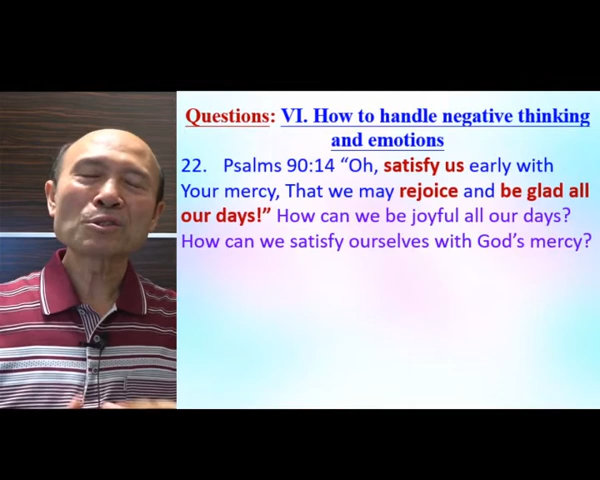 Questions: VI. How to handle negative thinking
and emotions
22. Psalms 90:14 “Oh, satisfy us early with
Your mercy, That we may rejoice and be glad all
our days!” How can we be joyful all our days?
How can we satisfy ourselves with God’s mercy?